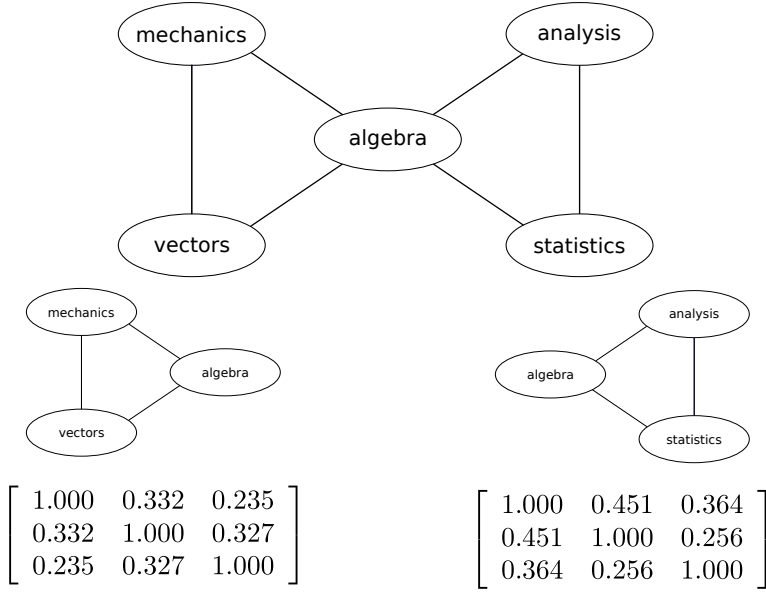 mechanics
analysis
algebra
vectors
statistics
mechanics
algebra
vectors
analysis
algebra
statistics
1.000 0.332 0.235
0.332 1.000 0.327
0.235 0.327 1.000
1.000 0.451 0.364
0.451 1.000 0.256
0.364 0.256 1.000